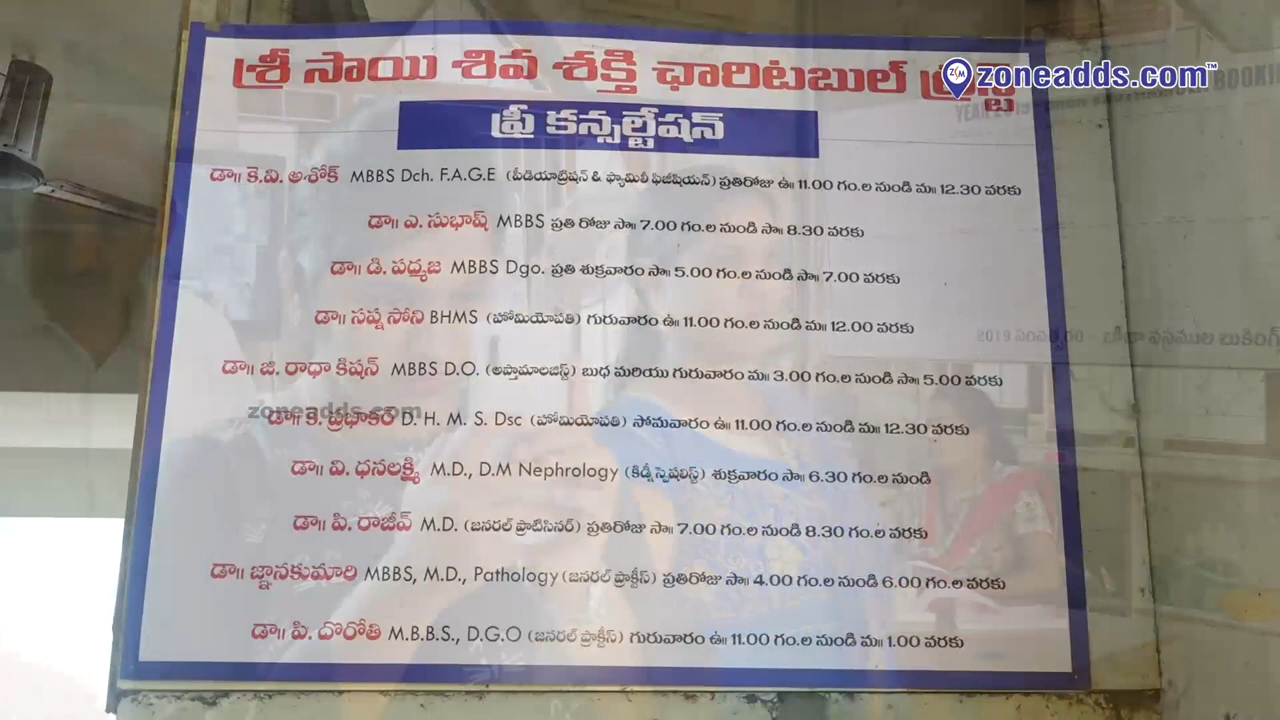 శ్రీ సాయి శివ శక్తి ఛారిటబుల్ ట్రస్ట్
zoneadds.com™
ఫ్రీ కన్సల్టేషన్
డా॥ కె.వి. అశోక్ MBBS Dch. F.A.G.E (పీడియాట్రిషన్ & ఫ్యామిలీ ఫిజీషియన్) ప్రతిరోజు ఉ॥ 11.00 గం.ల నుండి మ॥ 12.30 వరకు
డా॥ ఎ. సుభాష్ MBBS ప్రతి రోజు సా॥ 7.00 గం.ల నుండి సా॥ 8.30 వరకు
డా॥ డి. పద్మజ MBBS Dgo. ప్రతి శుక్రవారం సా॥ 5.00 గం.ల నుండి సా॥ 7.00 వరకు
డా॥ సప్న సోని BHMS (హోమియోపతి) గురువారం ఉ॥ 11.00 గం.ల నుండి మ॥ 12.00 వరకు
డా॥ జి. రాధా కిషన్ MBBS D.O. (అప్తామాలజిస్ట్) బుధ మరియు గురువారం మ॥ 3.00 గం.ల నుండి సా॥ 5.00 వరకు
zoneadds.com
డా॥ కె. ప్రభాకర్ D. H. M. S. Dsc (హోమియోపతి) సోమవారం ఉ॥ 11.00 గం.ల నుండి మ॥ 12.30 వరకు
డా॥ వి. ధనలక్ష్మి M.D., D.M Nephrology (కిడ్నీ స్పెషలిస్ట్) శుక్రవారం సా॥ 6.30 గం.ల నుండి
డా॥ పి. రాజీవ్ M.D. (జనరల్ ప్రాక్టీసినర్) ప్రతిరోజు సా॥ 7.00 గం.ల నుండి 8.30 గం.ల వరకు
డా॥ జ్ఞానకుమారి MBBS, M.D., Pathology (జనరల్ ప్రాక్టీస్) ప్రతిరోజు సా॥ 4.00 గం.ల నుండి 6.00 గం.ల వరకు
డా॥ పి. దొరోతి M.B.B.S., D.G.O (జనరల్ ప్రాక్టీస్) గురువారం ఉ॥ 11.00 గం.ల నుండి మ॥ 1.00 వరకు